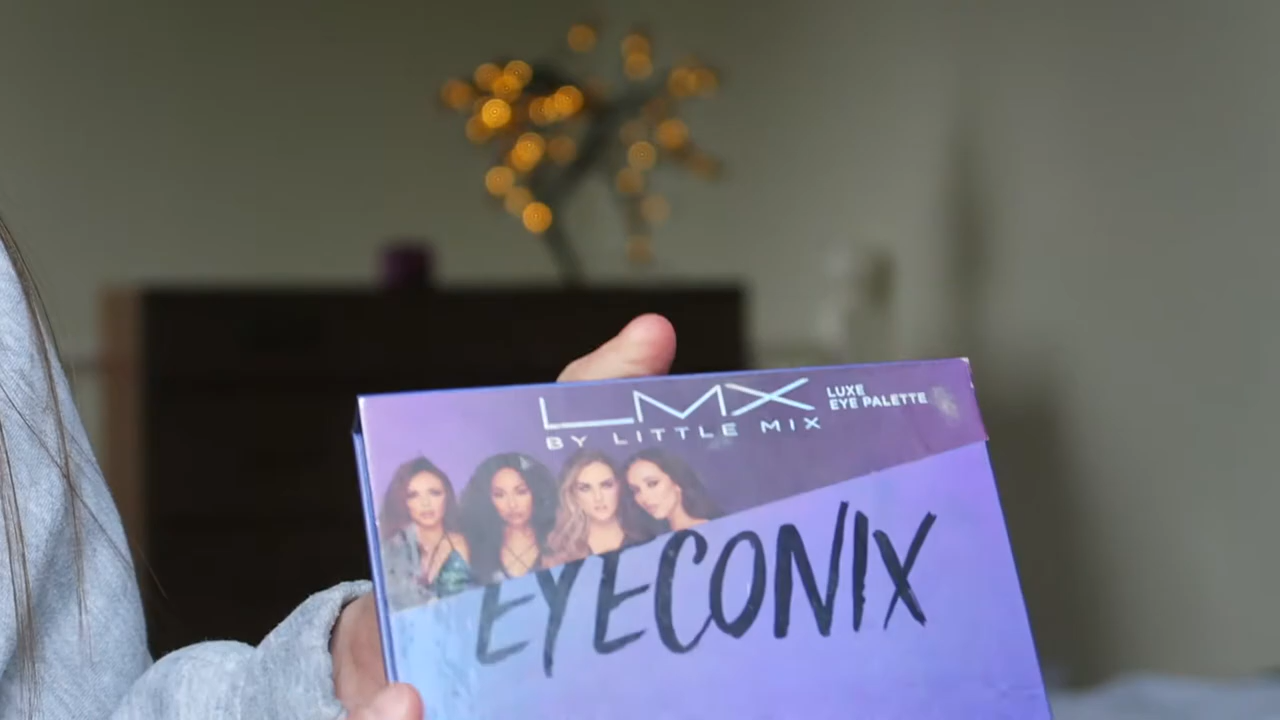 LMX
BY LITTLE MIX
LUXE
EYE PALETTE
EYECONIX